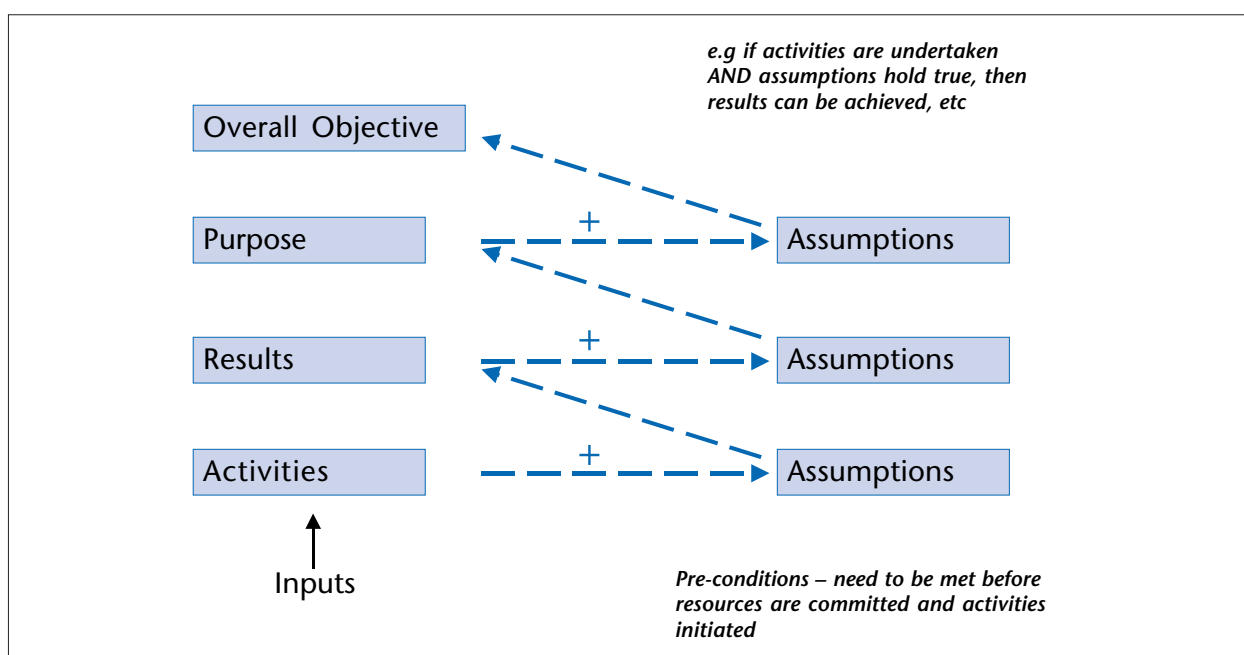 e.g if activities are undertaken
AND assumptions hold true, then
results can be achieved, etc
Overall Objective
+
Purpose
Assumptions
+
Results
Assumptions
+
Activities
Assumptions
Inputs
Pre-conditions – need to be met before
resources are committed and activities
initiated